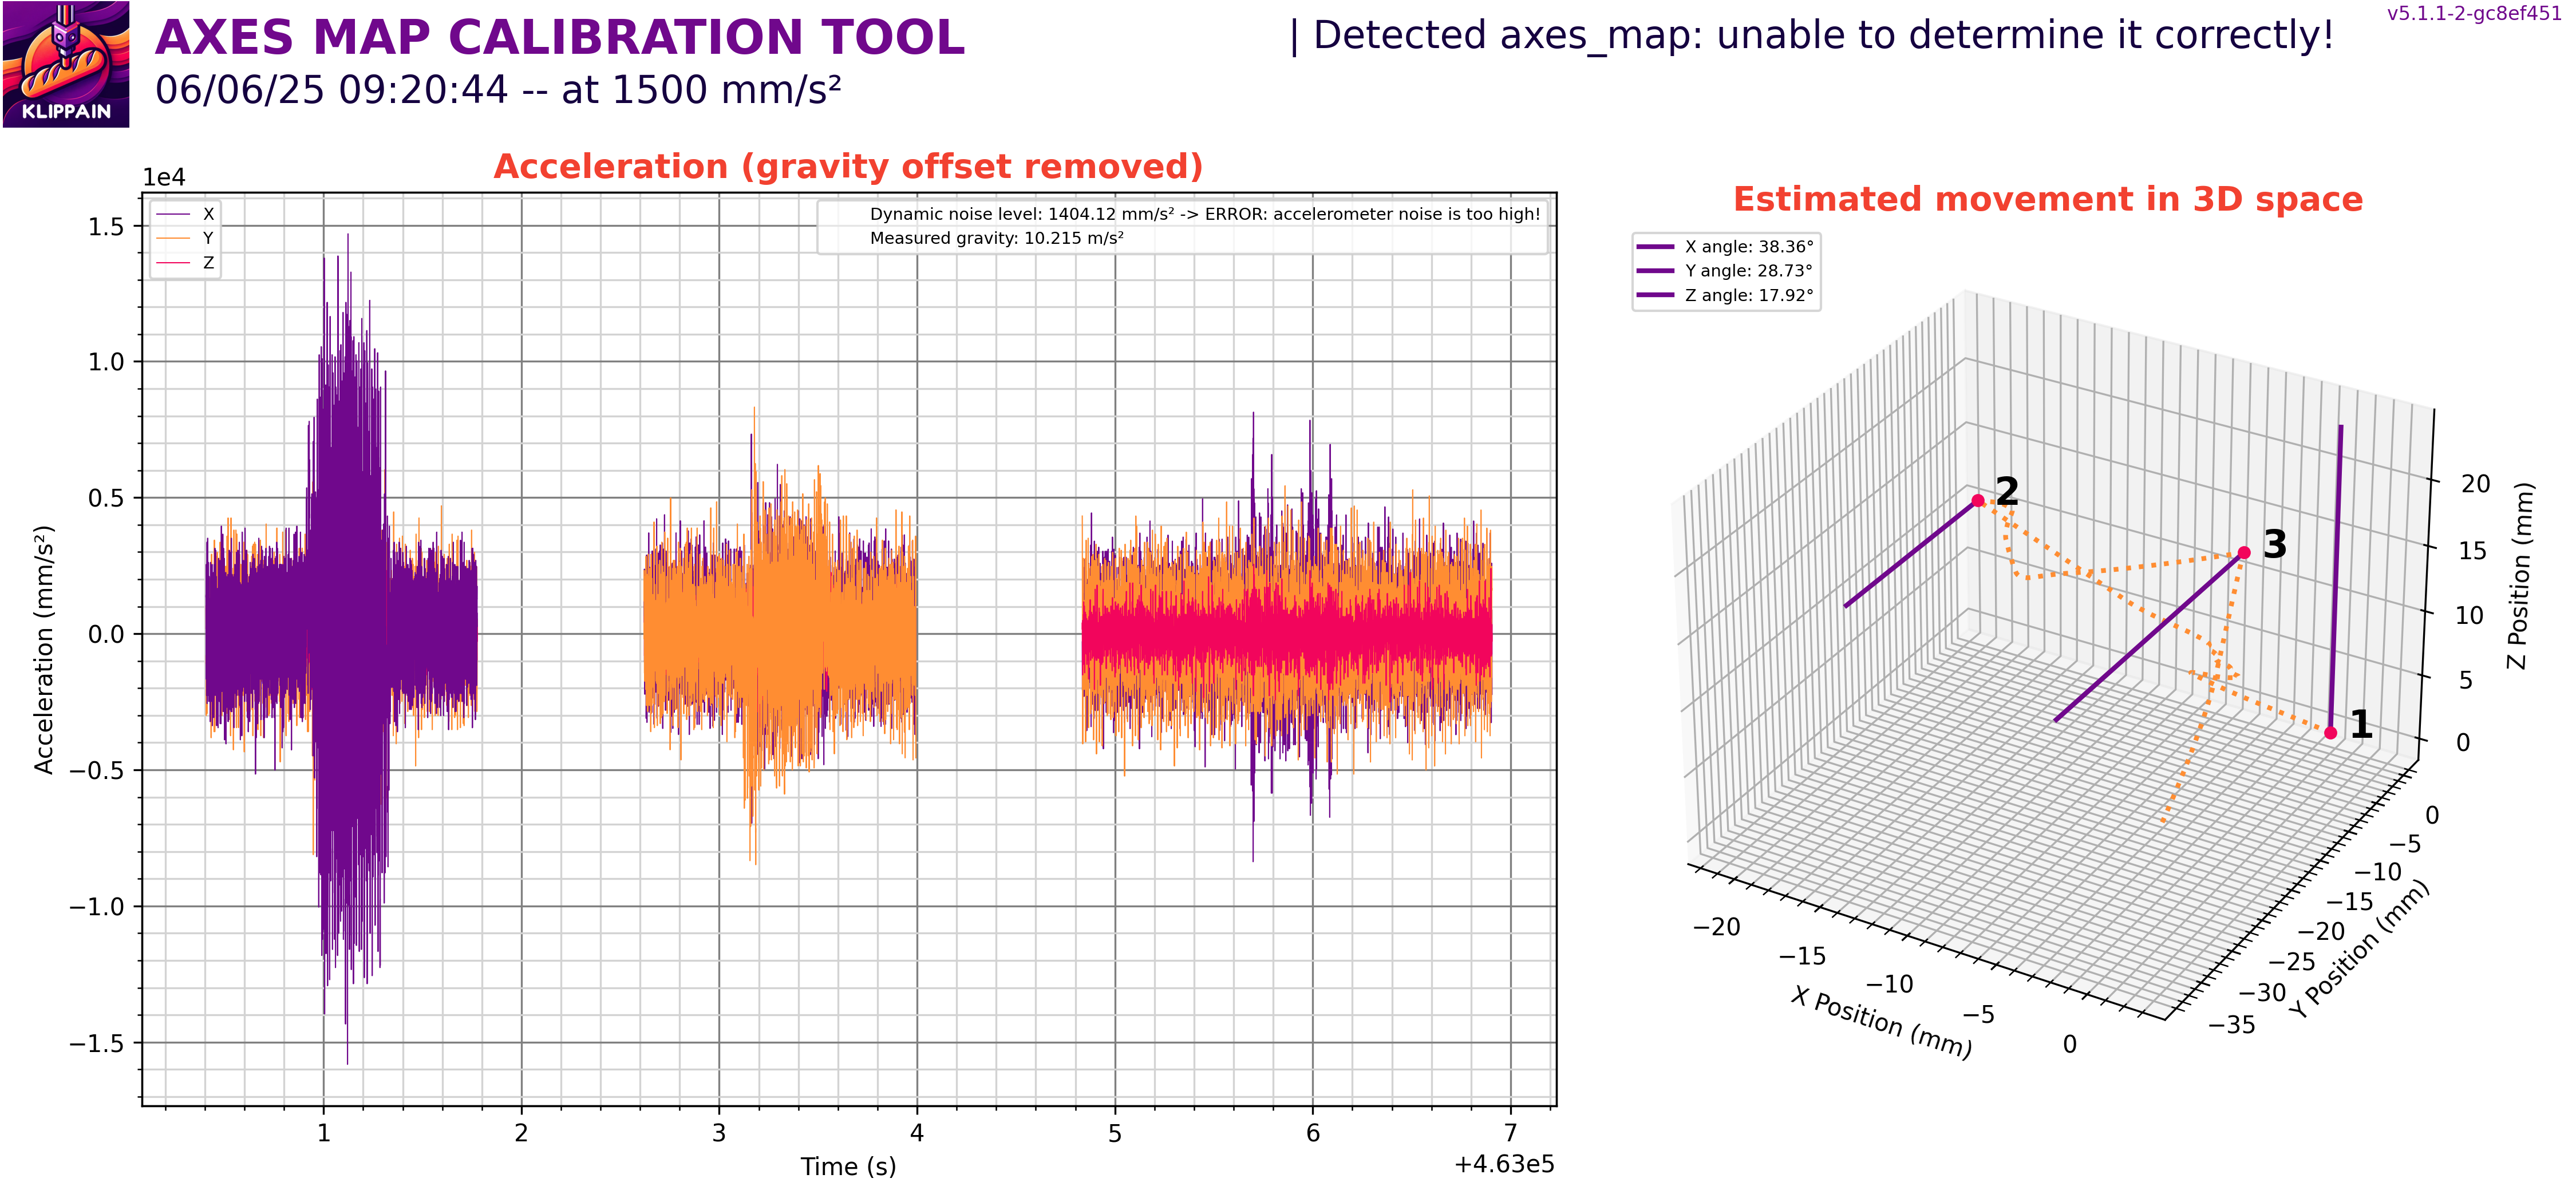 KLIPPAIN
AXES MAP CALIBRATION TOOL
06/06/25 09:20:44 -- at 1500 mm/s²
| Detected axes_map: unable to determine it correctly!
v5.1.1-2-gc8ef451
Acceleration (gravity offset removed)
1e4
X
Y
Z
Dynamic noise level: 1404.12 mm/s² -> ERROR: accelerometer noise is too high!
Measured gravity: 10.215 m/s²
Acceleration (mm/s²)
1.5
1.0
0.5
0.0
−0.5
−1.0
−1.5
1
2
3
4
5
6
7
Time (s)
+4.63e5
Estimated movement in 3D space
X angle: 38.36°
Y angle: 28.73°
Z angle: 17.92°
2
3
1
20
15
10
5
0
Z Position (mm)
0
−5
−10
−15
−20
−25
−30
−35
Y Position (mm)
−20
−15
−10
−5
0
X Position (mm)